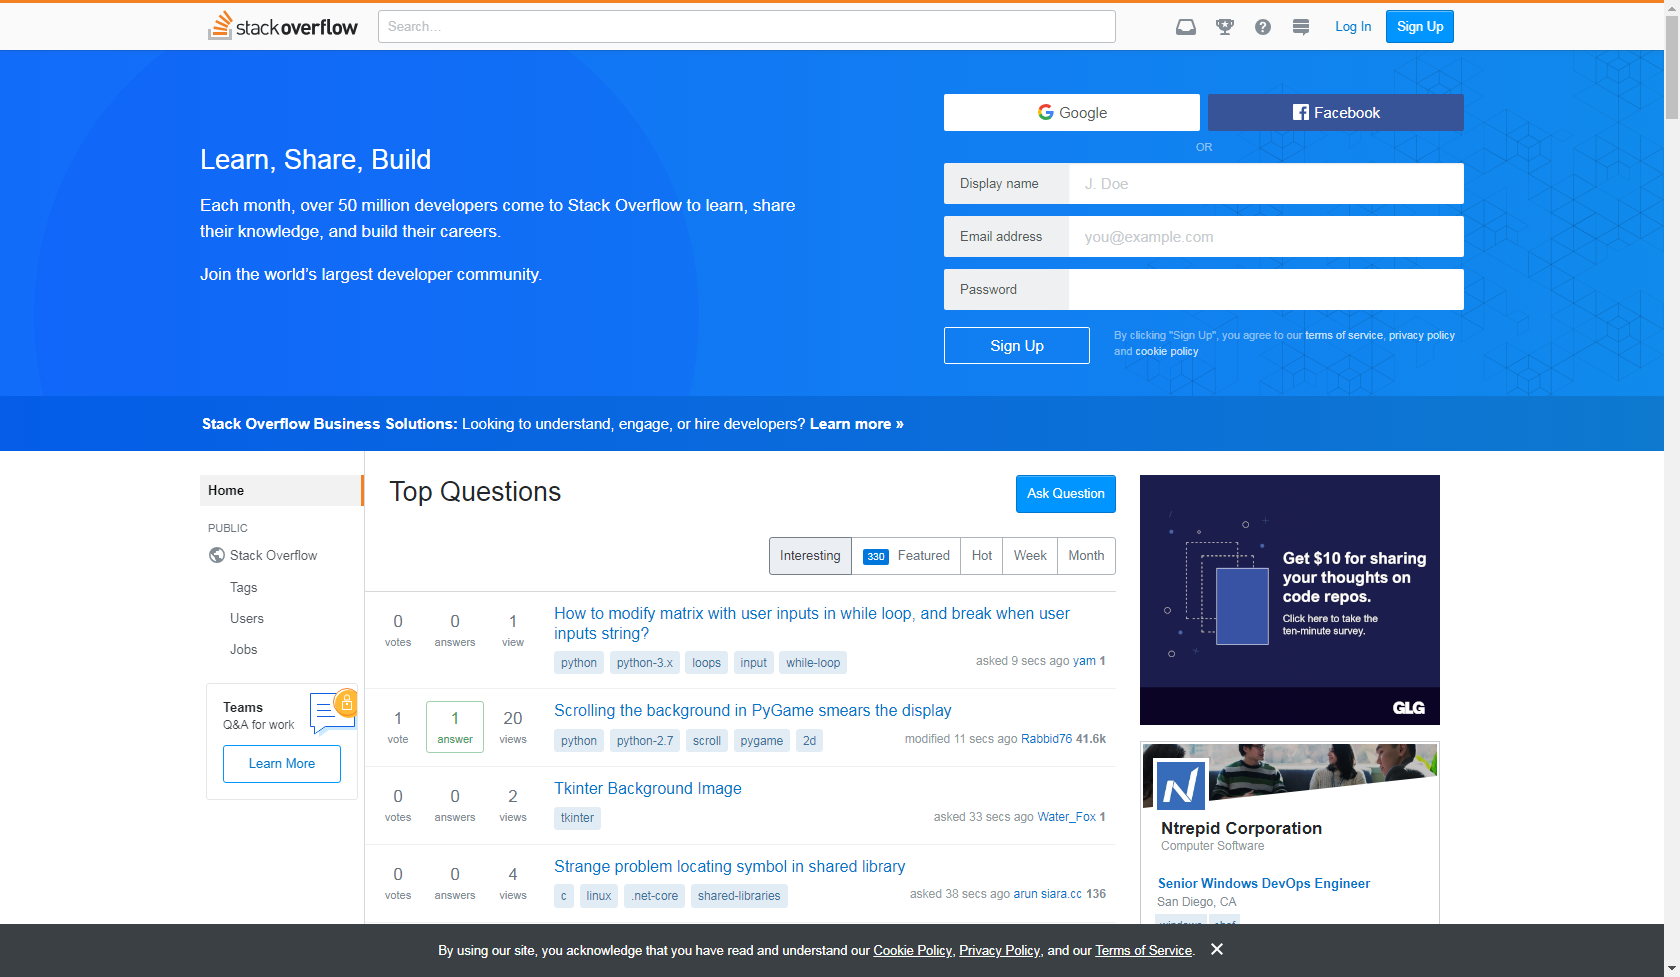 stackoverflow
Search...
Log In
Sign Up
Google
Facebook
OR
Learn, Share, Build
Each month, over 50 million developers come to Stack Overflow to learn, share
their knowledge, and build their careers.
Join the world's largest developer community.
Display name
J. Doe
Email address
you@example.com
Password
Sign Up
By clicking "Sign Up", you agree to our terms of service, privacy policy
and cookie policy
Stack Overflow Business Solutions: Looking to understand, engage, or hire developers? Learn more »
Home
PUBLIC
Stack Overflow
Tags
Users
Jobs
Teams
Q&A for work
Learn More
Top Questions
Ask Question
Interesting
330 Featured
Hot
Week
Month
0 votes
0 answers
1 view
How to modify matrix with user inputs in while loop, and break when user
inputs string?
python python-3.x loops input while-loop
asked 9 secs ago yam 1
1 vote
1 answer
20 views
Scrolling the background in PyGame smears the display
python python-2.7 scroll pygame 2d
modified 11 secs ago Rabbid76 41.6k
0 votes
0 answers
2 views
Tkinter Background Image
tkinter
asked 33 secs ago Water_Fox 1
0 votes
0 answers
4 views
Strange problem locating symbol in shared library
c linux .net-core shared-libraries
asked 38 secs ago arun siara.cc 136
Get $10 for sharing
your thoughts on
code repos.
Click here to take the
ten-minute survey.
GLG
N
Ntrepid Corporation
Computer Software
Senior Windows DevOps Engineer
San Diego, CA
By using our site, you acknowledge that you have read and understand our Cookie Policy, Privacy Policy, and our Terms of Service.